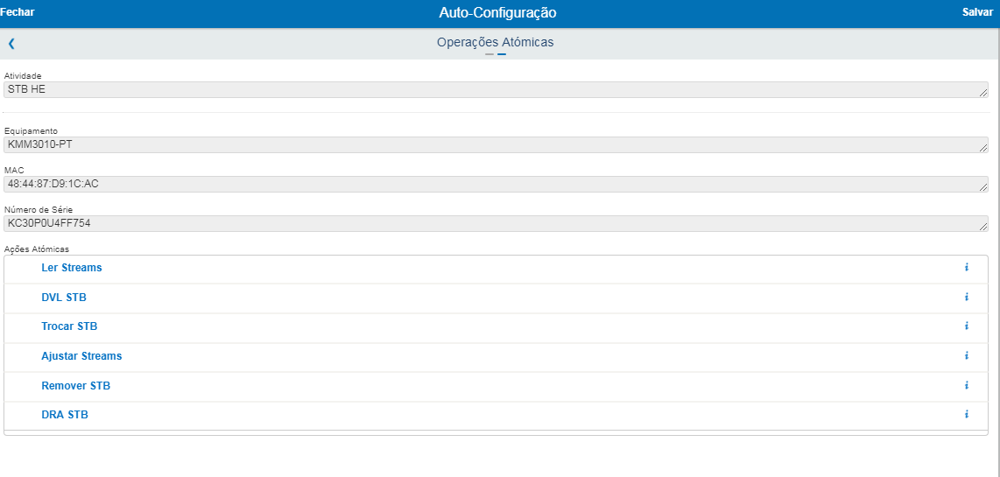 Fechar
Auto-Configuração
Salvar
Operações Atómicas
Atividade
STB HE
Equipamento
KMM3010-PT
MAC
48:44:87:D9:1C:AC
Número de Série
KC30P0U4FF754
Ações Atómicas
Ler Streams
DVL STB
Trocar STB
Ajustar Streams
Remover STB
DRA STB